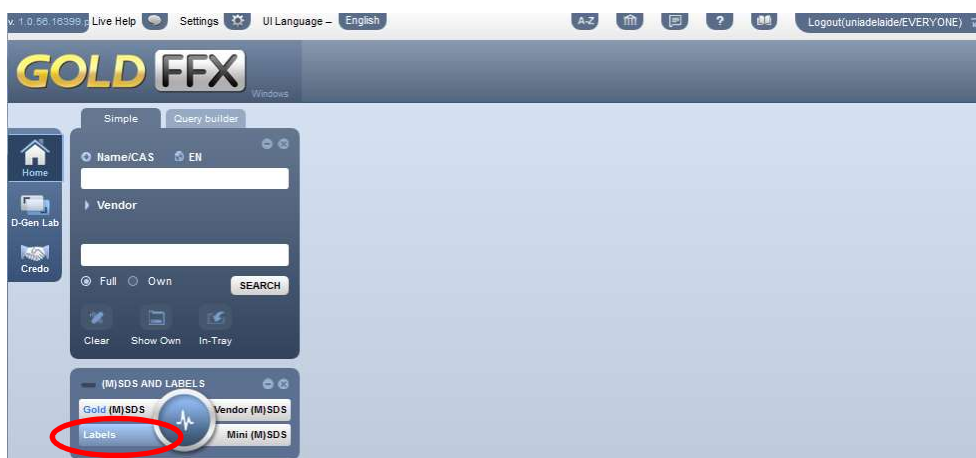 v. 1.0.56.16399.p Live Help Settings UI Language – English A-Z ? Logout(uniadelaide/EVERYONE)
GOLD FFX
Windows
Simple Query builder
Home
Name/CAS EN
D-Gen Lab
Vendor
Credo
Full Own SEARCH
Clear Show Own In-Tray
(M)SDS AND LABELS
Gold (M)SDS Vendor (M)SDS
Labels Mini (M)SDS